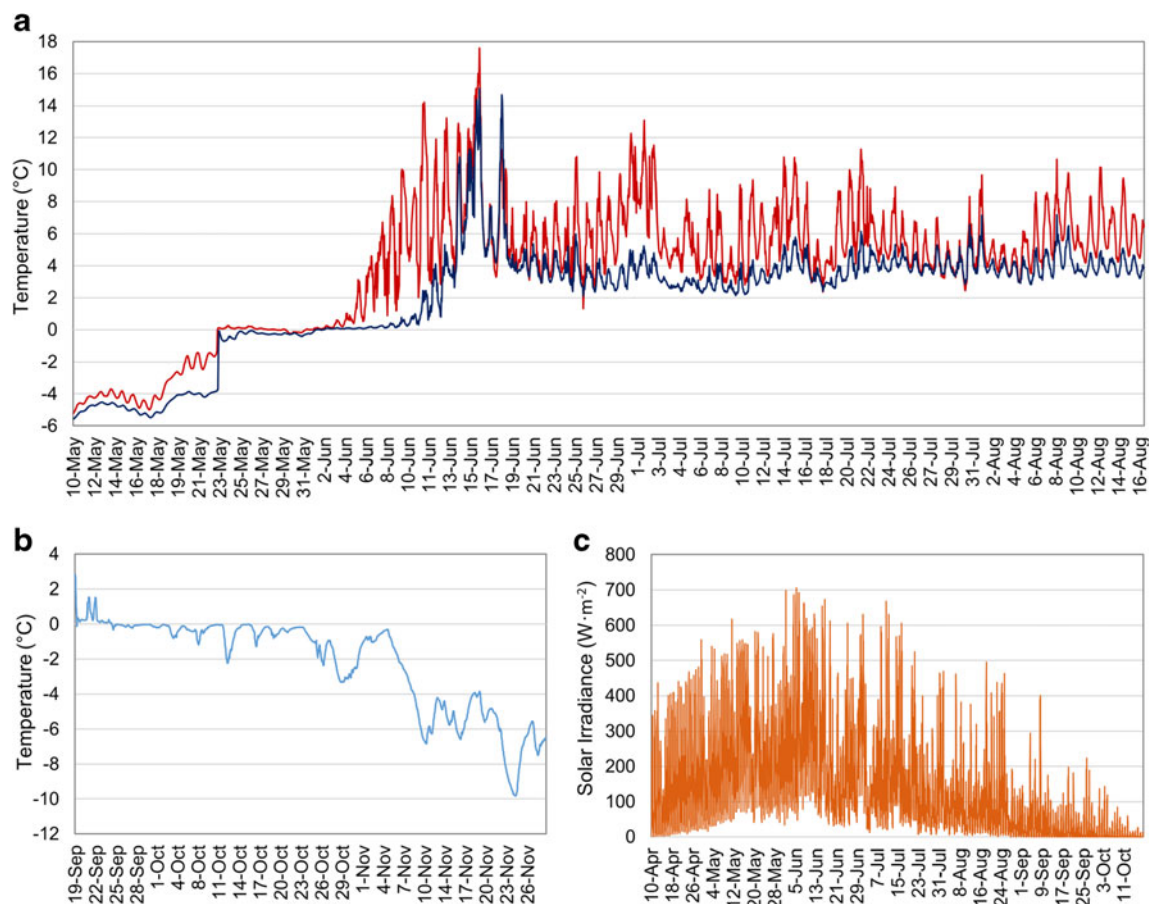 a
Temperature (°C)
18
16
14
12
10
8
6
4
2
0
-2
-4
-6
10-May
12-May
14-May
16-May
18-May
19-May
21-May
23-May
25-May
27-May
29-May
31-May
2-Jun
4-Jun
6-Jun
8-Jun
10-Jun
11-Jun
13-Jun
15-Jun
17-Jun
19-Jun
21-Jun
23-Jun
25-Jun
27-Jun
29-Jun
1-Jul
3-Jul
4-Jul
6-Jul
8-Jul
10-Jul
12-Jul
14-Jul
16-Jul
18-Jul
20-Jul
22-Jul
24-Jul
26-Jul
27-Jul
29-Jul
31-Jul
2-Aug
4-Aug
6-Aug
8-Aug
10-Aug
12-Aug
14-Aug
16-Aug
b
Temperature (°C)
4
2
0
-2
-4
-6
-8
-10
-12
19-Sep
22-Sep
25-Sep
28-Sep
1-Oct
4-Oct
8-Oct
11-Oct
14-Oct
17-Oct
20-Oct
23-Oct
26-Oct
29-Oct
1-Nov
4-Nov
7-Nov
10-Nov
14-Nov
17-Nov
20-Nov
23-Nov
26-Nov
c
Solar Irradiance (W·m-2)
800
700
600
500
400
300
200
100
0
10-Apr
18-Apr
26-Apr
4-May
12-May
20-May
28-May
5-Jun
13-Jun
21-Jun
29-Jun
7-Jul
15-Jul
23-Jul
31-Jul
8-Aug
16-Aug
24-Aug
1-Sep
9-Sep
17-Sep
25-Sep
3-Oct
11-Oct